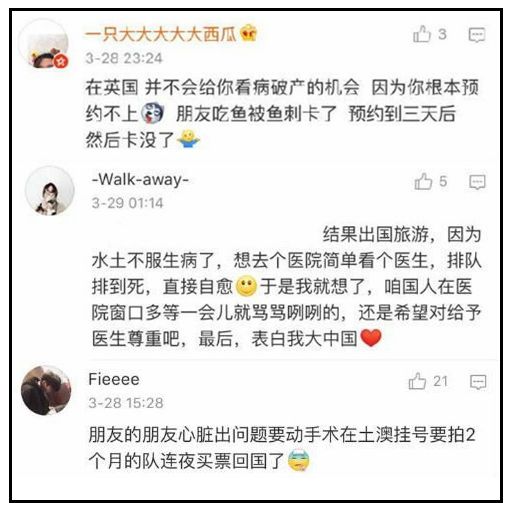 一只大大大大大西瓜
3
3-28 23:24
在英国 并不会给你看病破产的机会 因为你根本预
约不上 朋友吃鱼被鱼刺卡了 预约到三天后
然后卡没了
-Walk-away-
5
3-29 01:14
结果出国旅游，因为
水土不服生病了，想去个医院简单看个医生，排队
排到死，直接自愈 于是我就想了，咱国人在医
院窗口多等一会儿就骂骂咧咧的，还是希望对给予
医生尊重吧，最后，表白我大中国
Fieeee
21
3-28 15:28
朋友的朋友心脏出问题要动手术在土澳挂号要拍2
个月的队连夜买票回国了